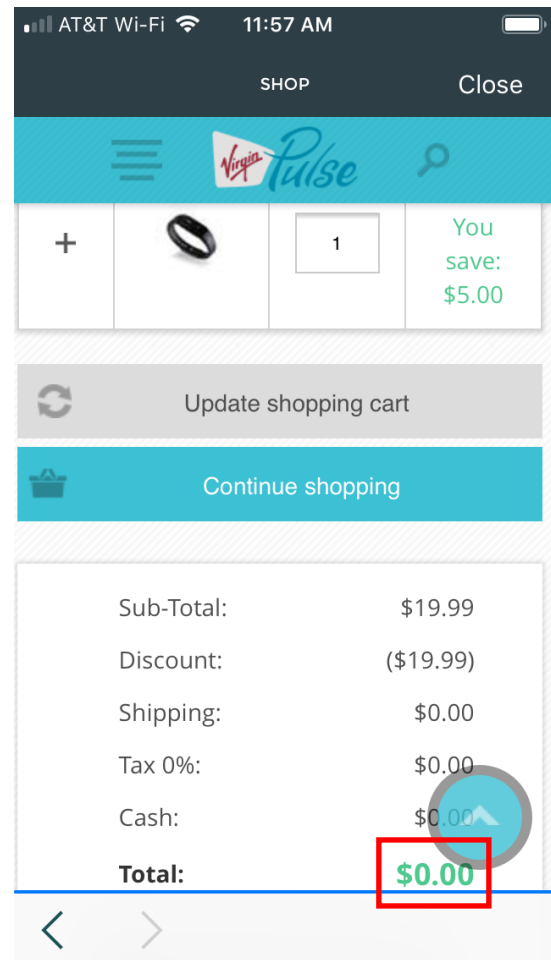 AT&T Wi-Fi 11:57 AM
SHOP Close
Virgin Pulse
+ 1 You
save:
$5.00
Update shopping cart
Continue shopping
Sub-Total: $19.99
Discount: ($19.99)
Shipping: $0.00
Tax 0%: $0.00
Cash: $0.00
Total: $0.00